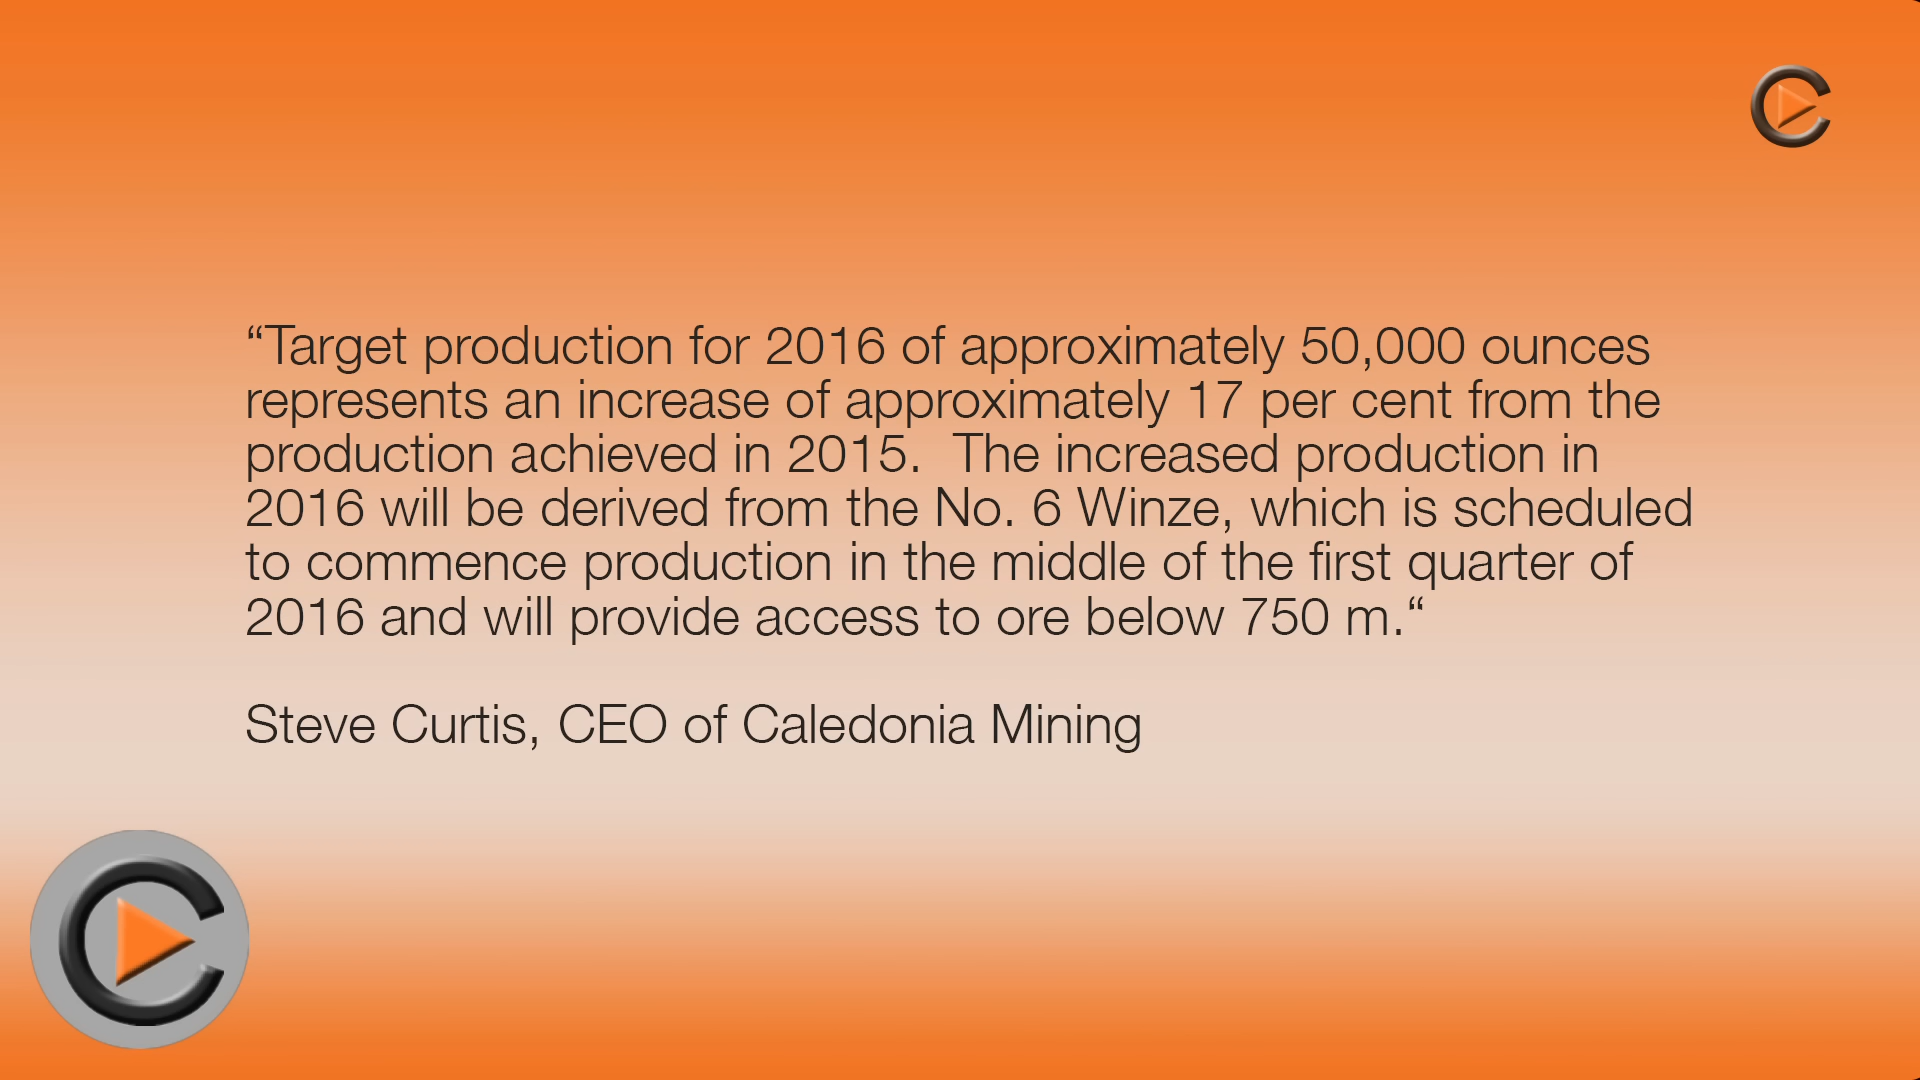 “Target production for 2016 of approximately 50,000 ounces
represents an increase of approximately 17 per cent from the
production achieved in 2015.  The increased production in
2016 will be derived from the No. 6 Winze, which is scheduled
to commence production in the middle of the first quarter of
2016 and will provide access to ore below 750 m.“
Steve Curtis, CEO of Caledonia Mining